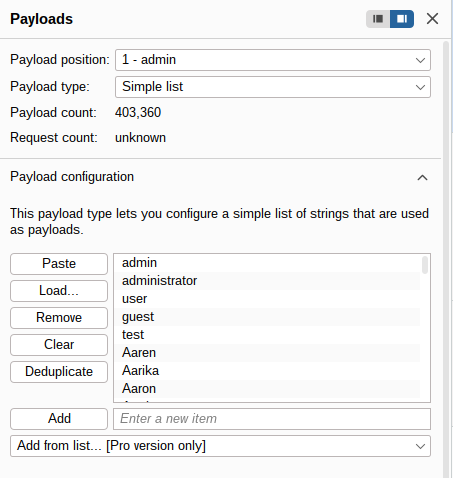 Payloads
Payload position: 1 - admin
Payload type: Simple list
Payload count: 403,360
Request count: unknown
Payload configuration
This payload type lets you configure a simple list of strings that are used
as payloads.
Paste
Load...
Remove
Clear
Deduplicate
admin
administrator
user
guest
test
Aaren
Aarika
Aaron
Add
Enter a new item
Add from list... [Pro version only]